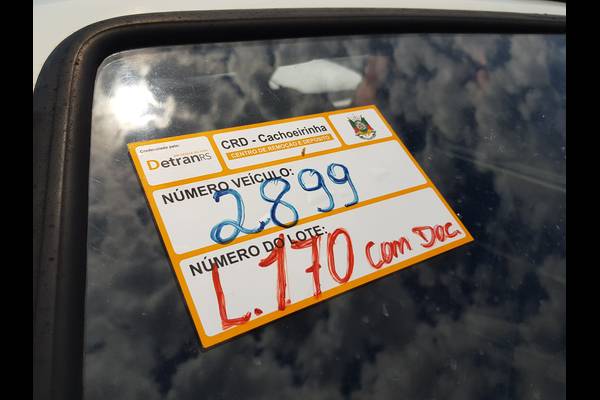 Credenciado pelo:
DetranRS
CRD - Cachoeirinha
CENTRO DE REMOÇÃO E DEPÓSITO
NÚMERO VEÍCULO:
2899
NÚMERO DO LOTE:
L.170 com Doc.